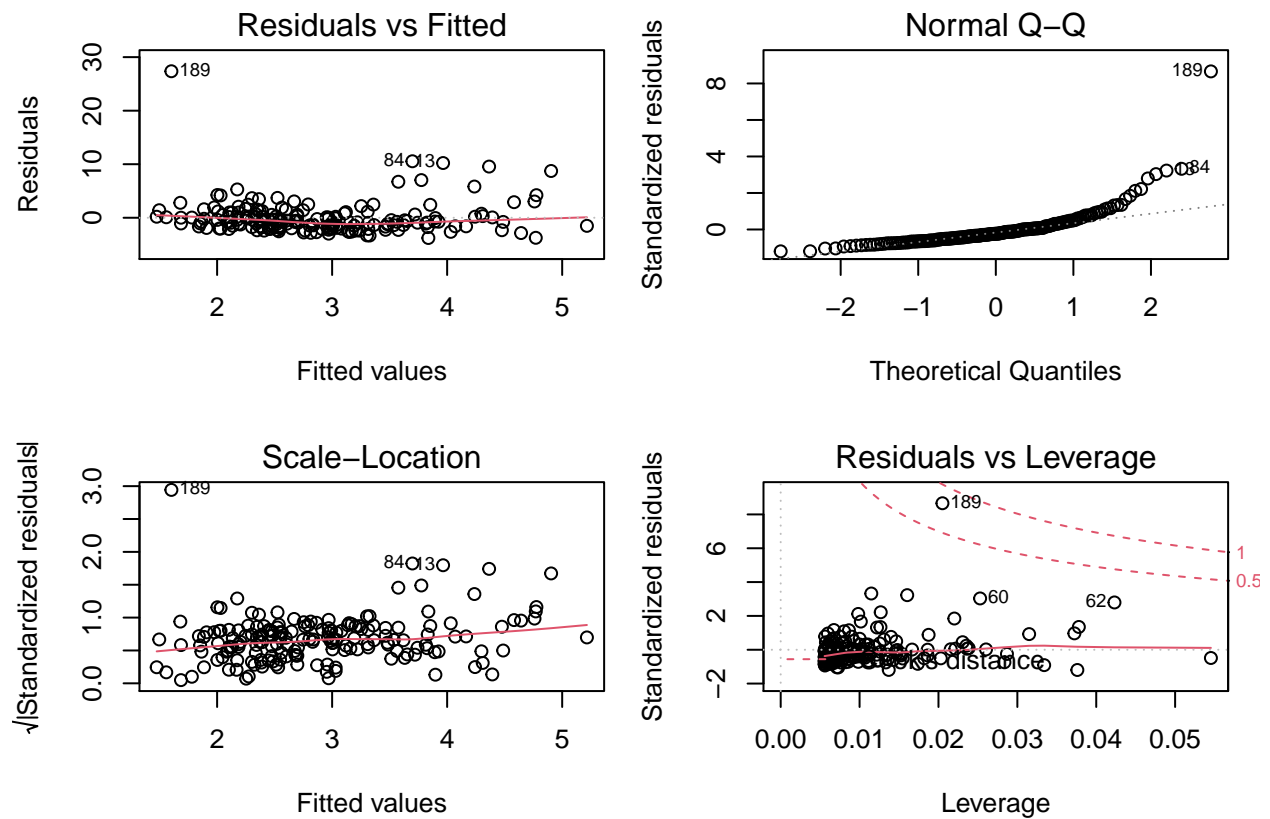 Residuals vs Fitted
Residuals
30
20
10
0
189
84
13
2 3 4 5
Fitted values
Normal Q−Q
Standardized residuals
8
4
0
189
84
−2 −1 0 1 2
Theoretical Quantiles
Scale−Location
√|Standardized residuals|
3.0
2.0
1.0
0.0
189
84
13
2 3 4 5
Fitted values
Residuals vs Leverage
Standardized residuals
6
2
−2
189
60
62
1
0.5
distance
0.00 0.01 0.02 0.03 0.04 0.05
Leverage